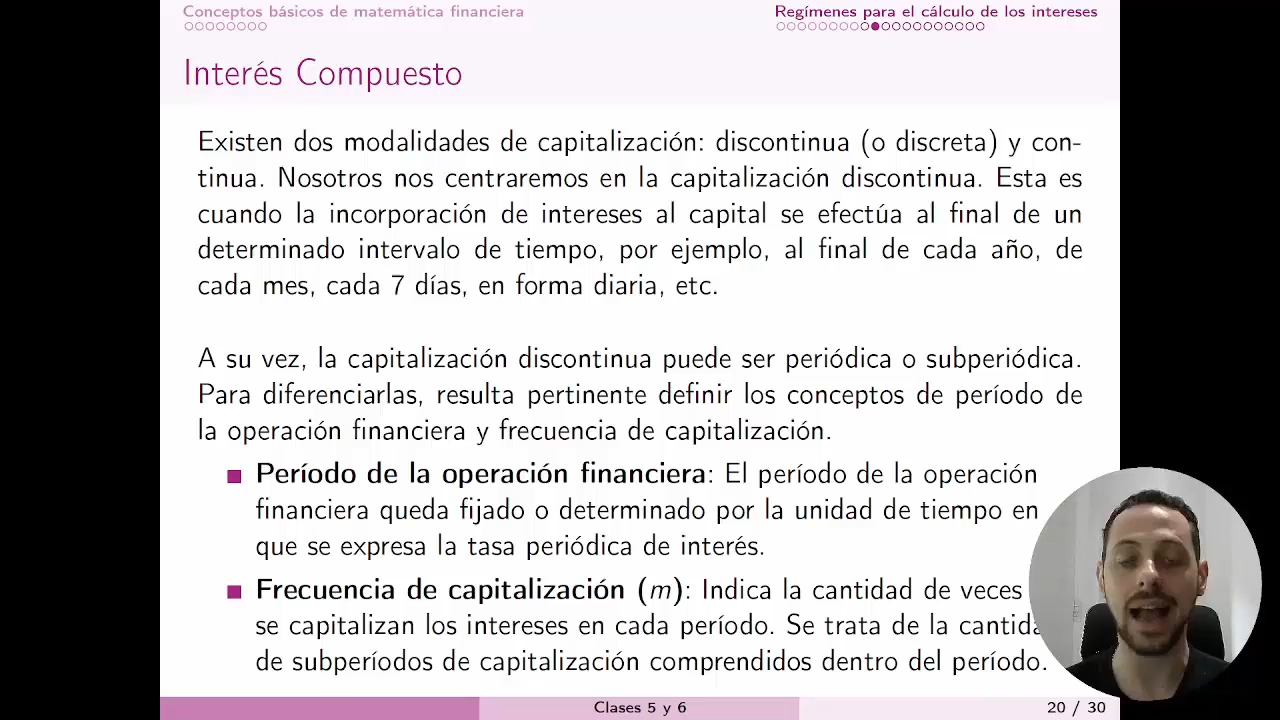 Conceptos básicos de matemática financiera
Regímenes para el cálculo de los intereses
Interés Compuesto
Existen dos modalidades de capitalización: discontinua (o discreta) y con-
tinua. Nosotros nos centraremos en la capitalización discontinua. Esta es
cuando la incorporación de intereses al capital se efectúa al final de un
determinado intervalo de tiempo, por ejemplo, al final de cada año, de
cada mes, cada 7 días, en forma diaria, etc.
A su vez, la capitalización discontinua puede ser periódica o subperiódica.
Para diferenciarlas, resulta pertinente definir los conceptos de período de
la operación financiera y frecuencia de capitalización.
Período de la operación financiera: El período de la operación
financiera queda fijado o determinado por la unidad de tiempo en
que se expresa la tasa periódica de interés.
Frecuencia de capitalización (m): Indica la cantidad de veces
se capitalizan los intereses en cada período. Se trata de la
de subperíodos de capitalización comprendidos dentro del período.
Clases 5 y 6
20 / 30